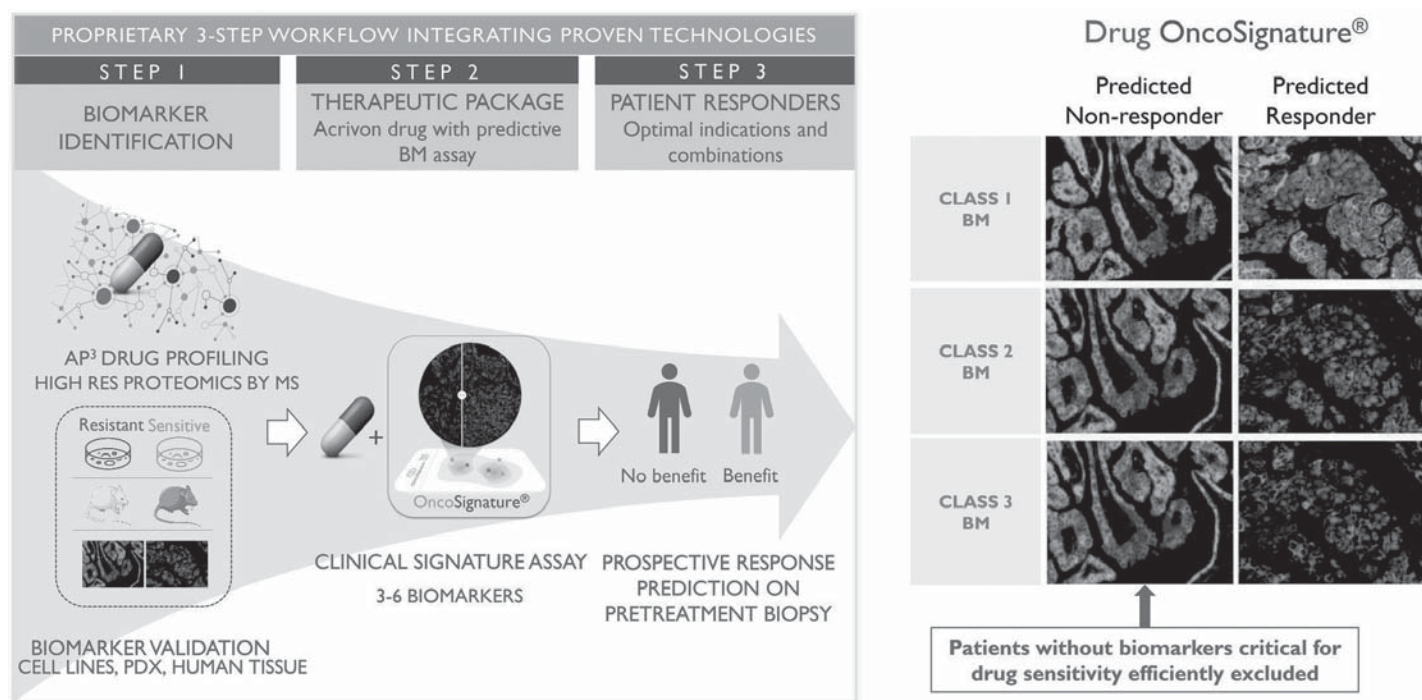 PROPRIETARY 3-STEP WORKFLOW INTEGRATING PROVEN TECHNOLOGIES
STEP 1
BIOMARKER
IDENTIFICATION
STEP 2
THERAPEUTIC PACKAGE
Acrivon drug with predictive
BM assay
STEP 3
PATIENT RESPONDERS
Optimal indications and
combinations
AP³ DRUG PROFILING
HIGH RES PROTEOMICS BY MS
Resistant Sensitive
BIOMARKER VALIDATION
CELL LINES, PDX, HUMAN TISSUE
+
OncoSignature®
CLINICAL SIGNATURE ASSAY
3-6 BIOMARKERS
No benefit Benefit
PROSPECTIVE RESPONSE
PREDICTION ON
PRETREATMENT BIOPSY
Drug OncoSignature®
Predicted
Non-responder
Predicted
Responder
CLASS 1
BM
CLASS 2
BM
CLASS 3
BM
Patients without biomarkers critical for
drug sensitivity efficiently excluded